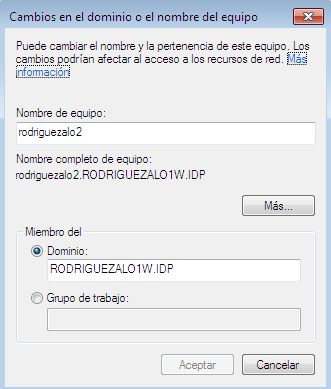 Cambios en el dominio o el nombre del equipo
Puede cambiar el nombre y la pertenencia de este equipo. Los
cambios podrían afectar al acceso a los recursos de red. Más
información
Nombre de equipo:
rodriguezalo2
Nombre completo de equipo:
rodriguezalo2.RODRIGUEZALO1W.IDP
Más...
Miembro del
Dominio:
RODRIGUEZALO1W.IDP
Grupo de trabajo:
Aceptar
Cancelar